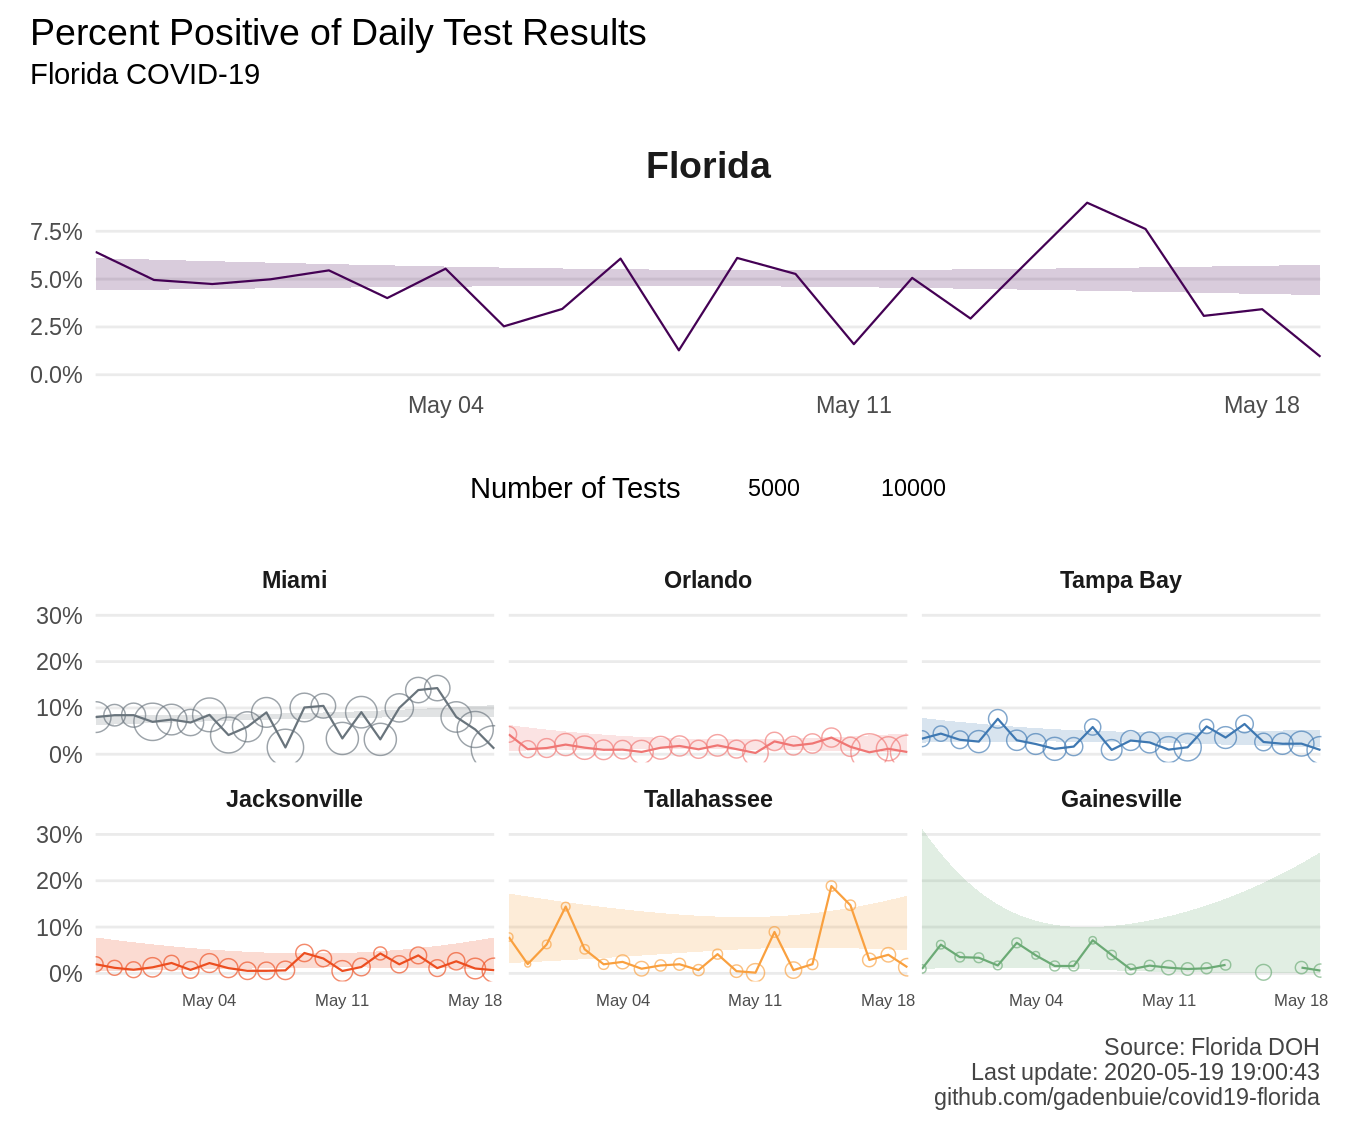 Percent Positive of Daily Test Results
Florida COVID-19
Florida
7.5%
5.0%
2.5%
0.0%
May 04 May 11 May 18
Number of Tests 5000 10000
Miami Orlando Tampa Bay
30%
20%
10%
0%
Jacksonville Tallahassee Gainesville
30%
20%
10%
0%
May 04 May 11 May 18 May 04 May 11 May 18 May 04 May 11 May 18
Source: Florida DOH
Last update: 2020-05-19 19:00:43
github.com/gadenbuie/covid19-florida